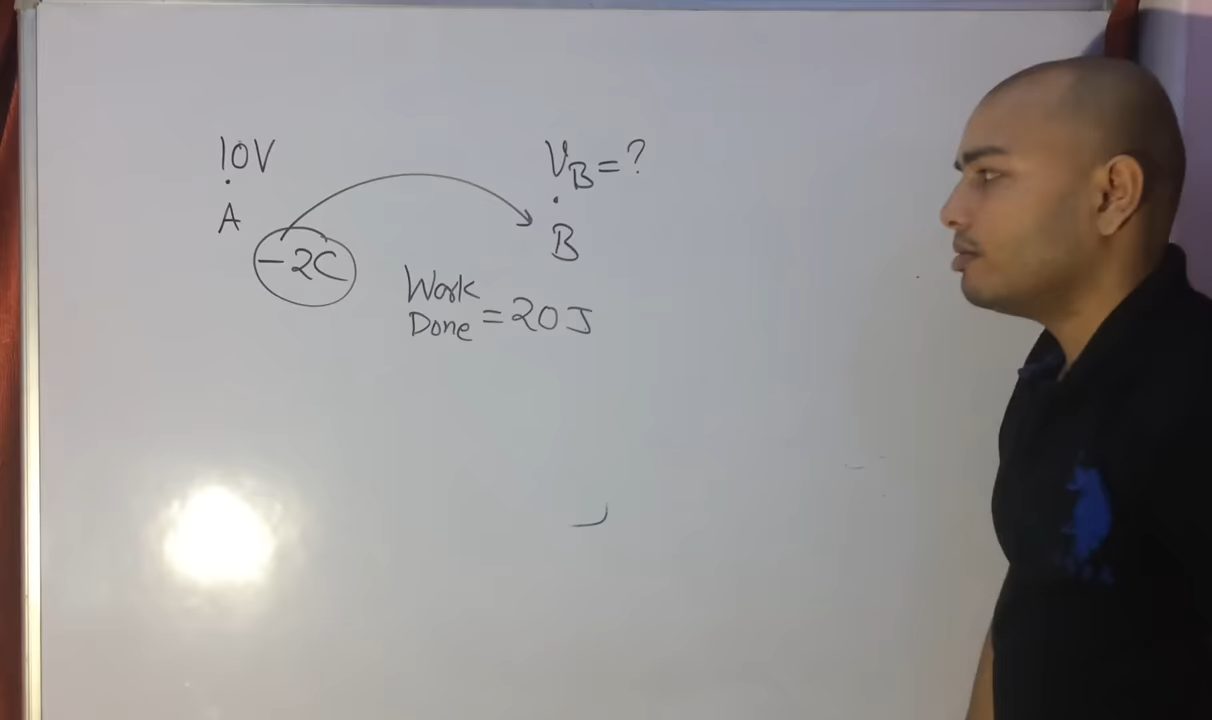 10V
A
V_B = ?
B
-2C
Work
Done = 20 J